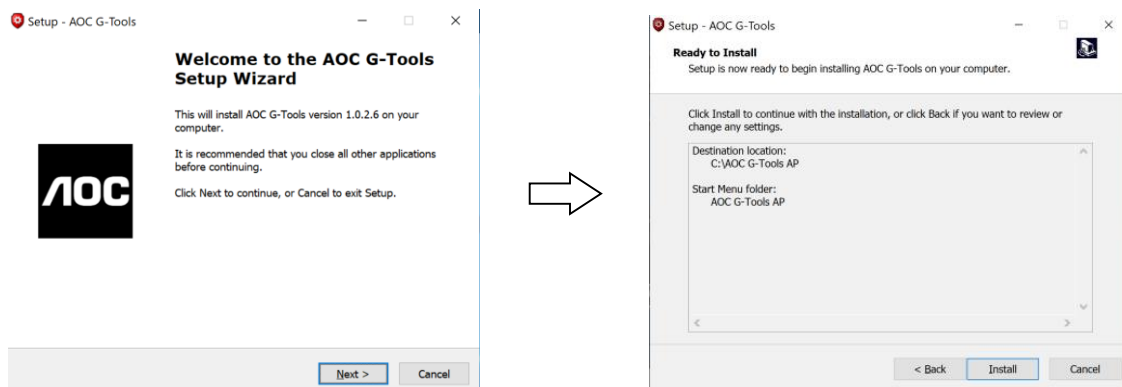 Setup - AOC G-Tools
Welcome to the AOC G-Tools
Setup Wizard
This will install AOC G-Tools version 1.0.2.6 on your
computer.
It is recommended that you close all other applications
before continuing.
Click Next to continue, or Cancel to exit Setup.
AOC
Next >
Cancel
Setup - AOC G-Tools
Ready to Install
Setup is now ready to begin installing AOC G-Tools on your computer.
Click Install to continue with the installation, or click Back if you want to review or
change any settings.
Destination location:
C:\AOC G-Tools AP
Start Menu folder:
AOC G-Tools AP
< Back
Install
Cancel